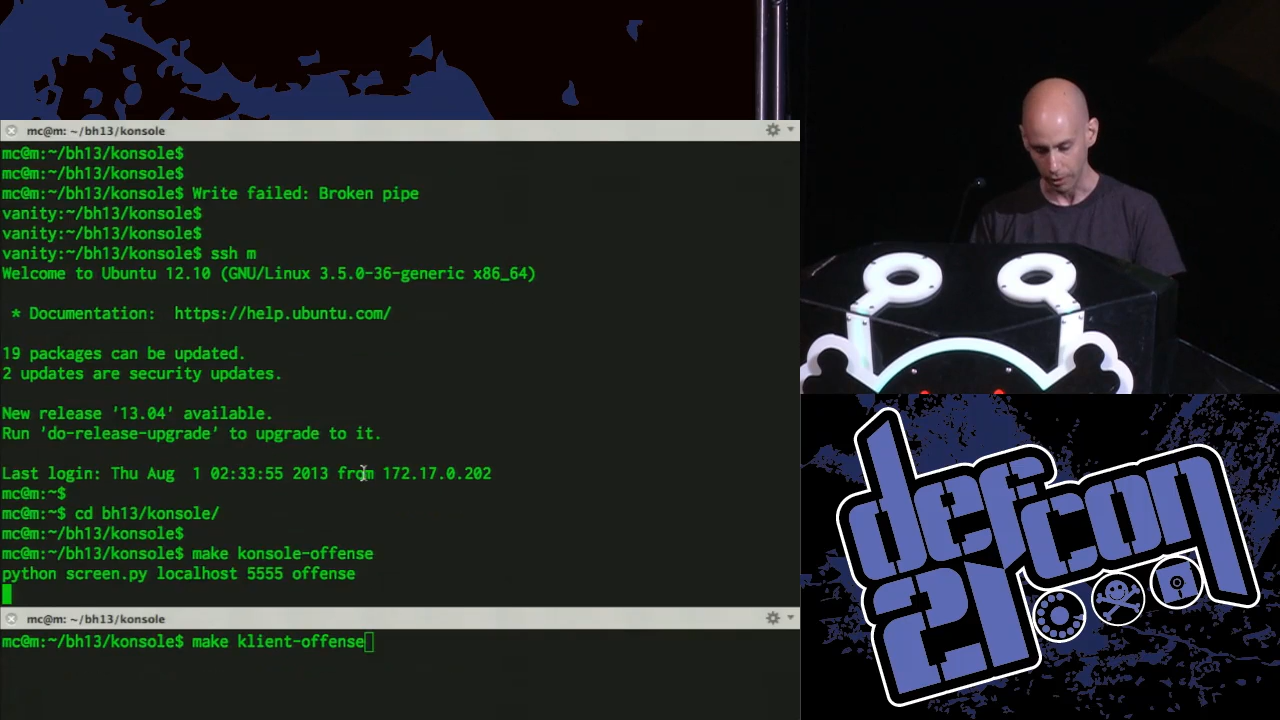 mc@m: ~/bh13/konsole
mc@m:~/bh13/konsole$
mc@m:~/bh13/konsole$
mc@m:~/bh13/konsole$ Write failed: Broken pipe
vanity:~/bh13/konsole$
vanity:~/bh13/konsole$
vanity:~/bh13/konsole$ ssh m
Welcome to Ubuntu 12.10 (GNU/Linux 3.5.0-36-generic x86_64)
* Documentation:  https://help.ubuntu.com/
19 packages can be updated.
2 updates are security updates.
New release '13.04' available.
Run 'do-release-upgrade' to upgrade to it.
Last login: Thu Aug  1 02:33:55 2013 from 172.17.0.202
mc@m:~$
mc@m:~$ cd bh13/konsole/
mc@m:~/bh13/konsole$
mc@m:~/bh13/konsole$ make konsole-offense
python screen.py localhost 5555 offense
mc@m: ~/bh13/konsole
mc@m:~/bh13/konsole$ make klient-offense
defcon
21